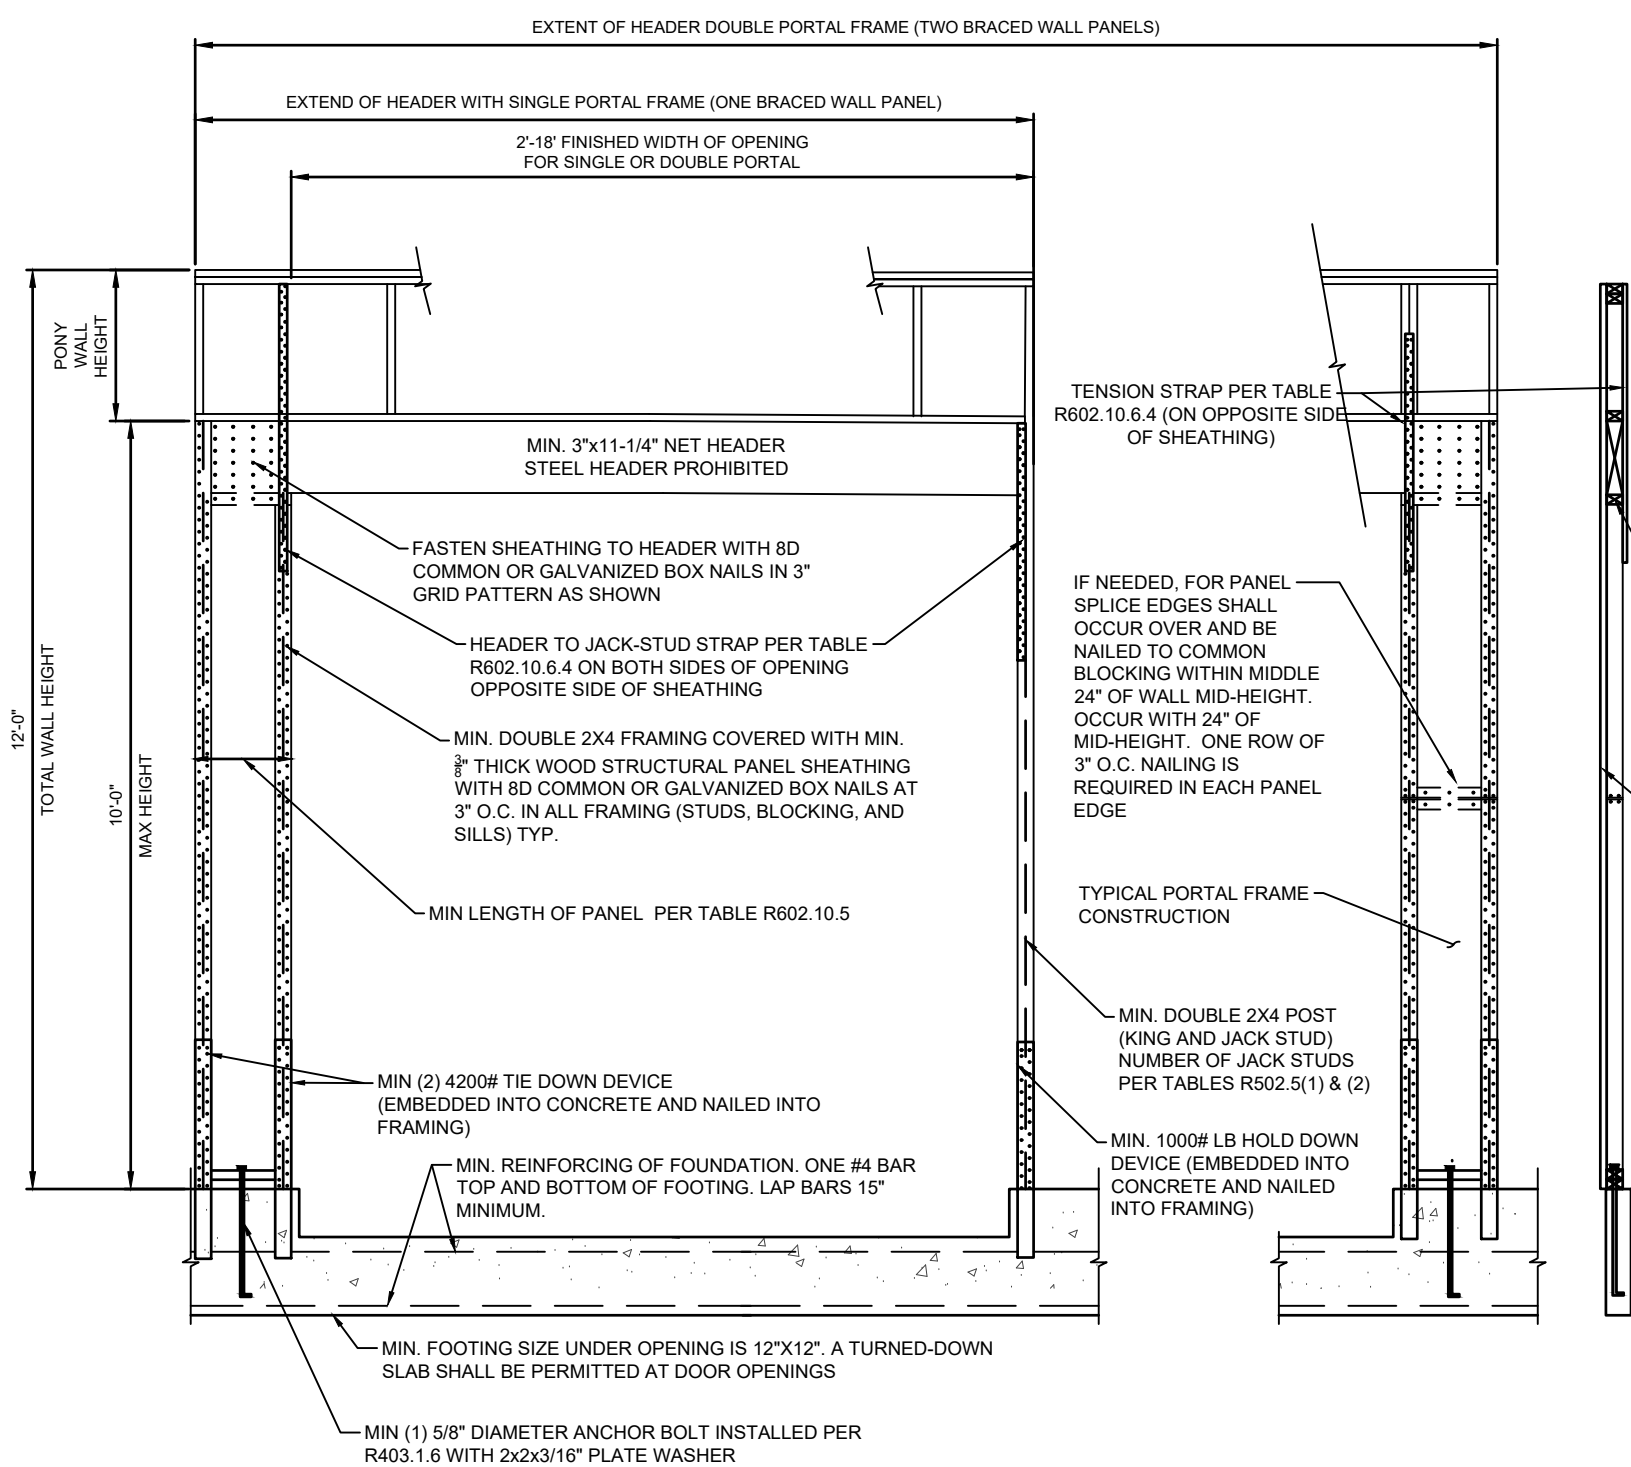 EXTENT OF HEADER DOUBLE PORTAL FRAME (TWO BRACED WALL PANELS)
EXTEND OF HEADER WITH SINGLE PORTAL FRAME (ONE BRACED WALL PANEL)
2'-18' FINISHED WIDTH OF OPENING
FOR SINGLE OR DOUBLE PORTAL
PONY
WALL
HEIGHT
12'-0"
TOTAL WALL HEIGHT
10'-0"
MAX HEIGHT
MIN. 3"x11-1/4" NET HEADER
STEEL HEADER PROHIBITED
TENSION STRAP PER TABLE
R602.10.6.4 (ON OPPOSITE SIDE
OF SHEATHING)
FASTEN SHEATHING TO HEADER WITH 8D
COMMON OR GALVANIZED BOX NAILS IN 3"
GRID PATTERN AS SHOWN
HEADER TO JACK-STUD STRAP PER TABLE
R602.10.6.4 ON BOTH SIDES OF OPENING
OPPOSITE SIDE OF SHEATHING
MIN. DOUBLE 2X4 FRAMING COVERED WITH MIN.
3/8" THICK WOOD STRUCTURAL PANEL SHEATHING
WITH 8D COMMON OR GALVANIZED BOX NAILS AT
3" O.C. IN ALL FRAMING (STUDS, BLOCKING, AND
SILLS) TYP.
IF NEEDED, FOR PANEL
SPLICE EDGES SHALL
OCCUR OVER AND BE
NAILED TO COMMON
BLOCKING WITHIN MIDDLE
24" OF WALL MID-HEIGHT.
OCCUR WITH 24" OF
MID-HEIGHT. ONE ROW OF
3" O.C. NAILING IS
REQUIRED IN EACH PANEL
EDGE
MIN LENGTH OF PANEL PER TABLE R602.10.5
TYPICAL PORTAL FRAME
CONSTRUCTION
MIN. DOUBLE 2X4 POST
(KING AND JACK STUD)
NUMBER OF JACK STUDS
PER TABLES R502.5(1) & (2)
MIN (2) 4200# TIE DOWN DEVICE
(EMBEDDED INTO CONCRETE AND NAILED INTO
FRAMING)
MIN. 1000# LB HOLD DOWN
DEVICE (EMBEDDED INTO
CONCRETE AND NAILED
INTO FRAMING)
MIN. REINFORCING OF FOUNDATION. ONE #4 BAR
TOP AND BOTTOM OF FOOTING. LAP BARS 15"
MINIMUM.
MIN. FOOTING SIZE UNDER OPENING IS 12"X12". A TURNED-DOWN
SLAB SHALL BE PERMITTED AT DOOR OPENINGS
MIN (1) 5/8" DIAMETER ANCHOR BOLT INSTALLED PER
R403.1.6 WITH 2x2x3/16" PLATE WASHER